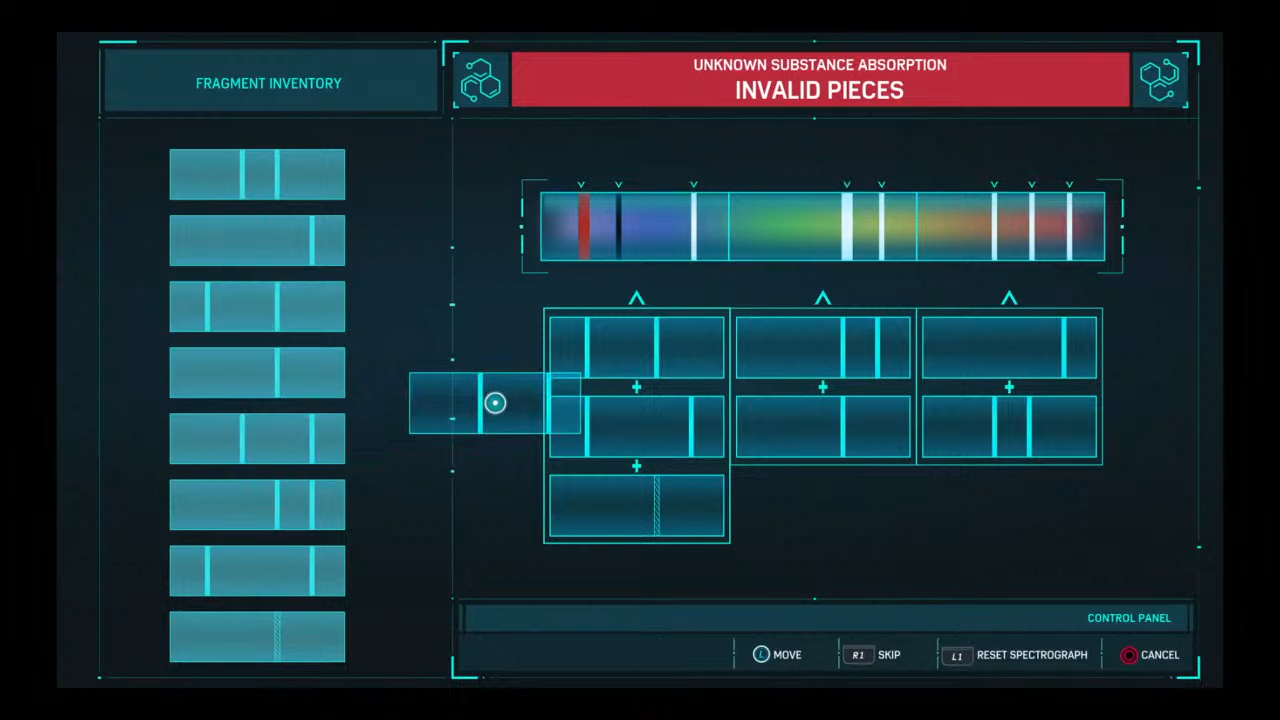 FRAGMENT INVENTORY
UNKNOWN SUBSTANCE ABSORPTION
INVALID PIECES
CONTROL PANEL
L MOVE
R1 SKIP
L1 RESET SPECTROGRAPH
CANCEL